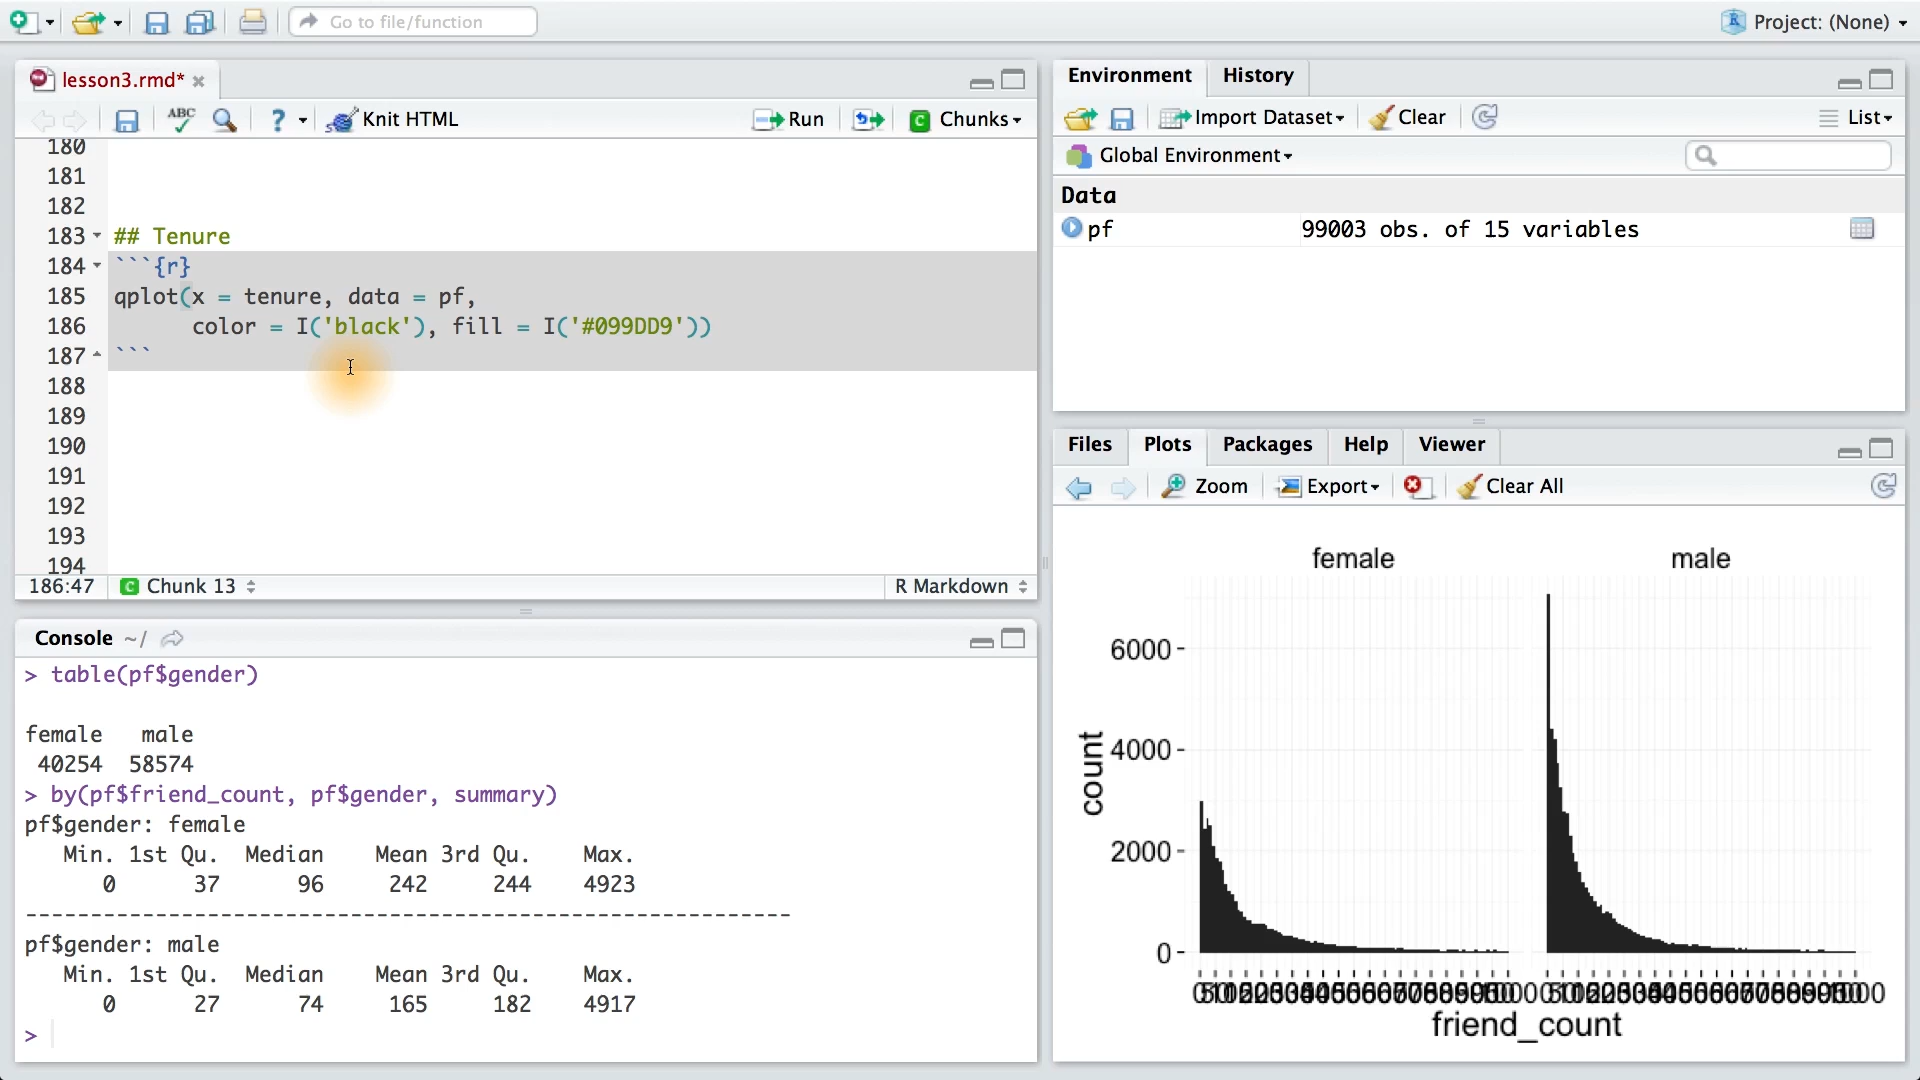 Go to file/function
Project: (None)
lesson3.rmd*
ABC
? Knit HTML
Run
Chunks
180
181
182
183 ## Tenure
184 ```{r}
185 qplot(x = tenure, data = pf,
186 color = I('black'), fill = I('#099DD9'))
187 ```
188
189
190
191
192
193
194
186:47
C Chunk 13
R Markdown
Console ~/
> table(pf$gender)
female male
40254 58574
> by(pf$friend_count, pf$gender, summary)
pf$gender: female
Min. 1st Qu. Median Mean 3rd Qu. Max.
0 37 96 242 244 4923
------------------------------------------------------------
pf$gender: male
Min. 1st Qu. Median Mean 3rd Qu. Max.
0 27 74 165 182 4917
>
Environment History
Import Dataset Clear
List
Global Environment
Data
pf 99003 obs. of 15 variables
Files Plots Packages Help Viewer
Zoom Export Clear All
female male
6000
4000
2000
0
count
friend_count